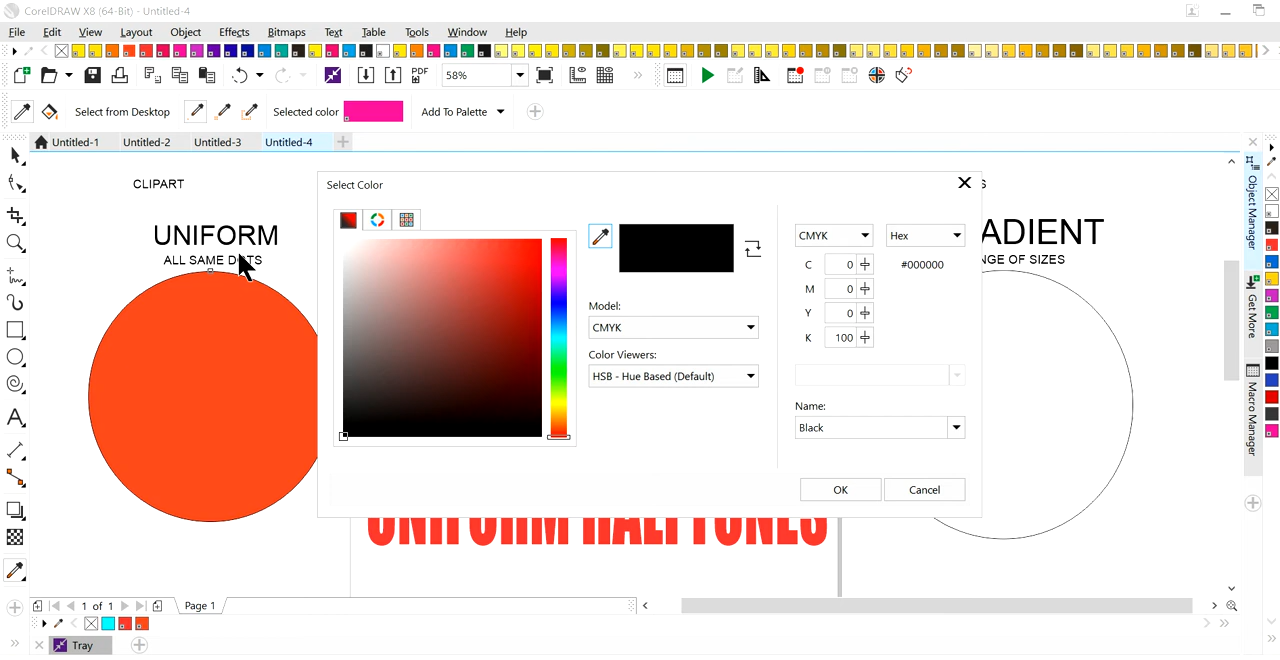 CorelDRAW X8 (64-Bit) - Untitled-4
File Edit View Layout Object Effects Bitmaps Text Table Tools Window Help
PDF 58%
Select from Desktop Selected color Add To Palette
Untitled-1 Untitled-2 Untitled-3 Untitled-4
CLIPART
UNIFORM
ALL SAME DOTS
Select Color
CMYK Hex
C 0 #000000
M 0
Y 0
K 100
Model:
CMYK
Color Viewers:
HSB - Hue Based (Default)
Name:
Black
OK Cancel
S
ADIENT
NGE OF SIZES
UNIFORM HALFTONES
Object Manager
Get More
Macro Manager
1 of 1 Page 1
Tray